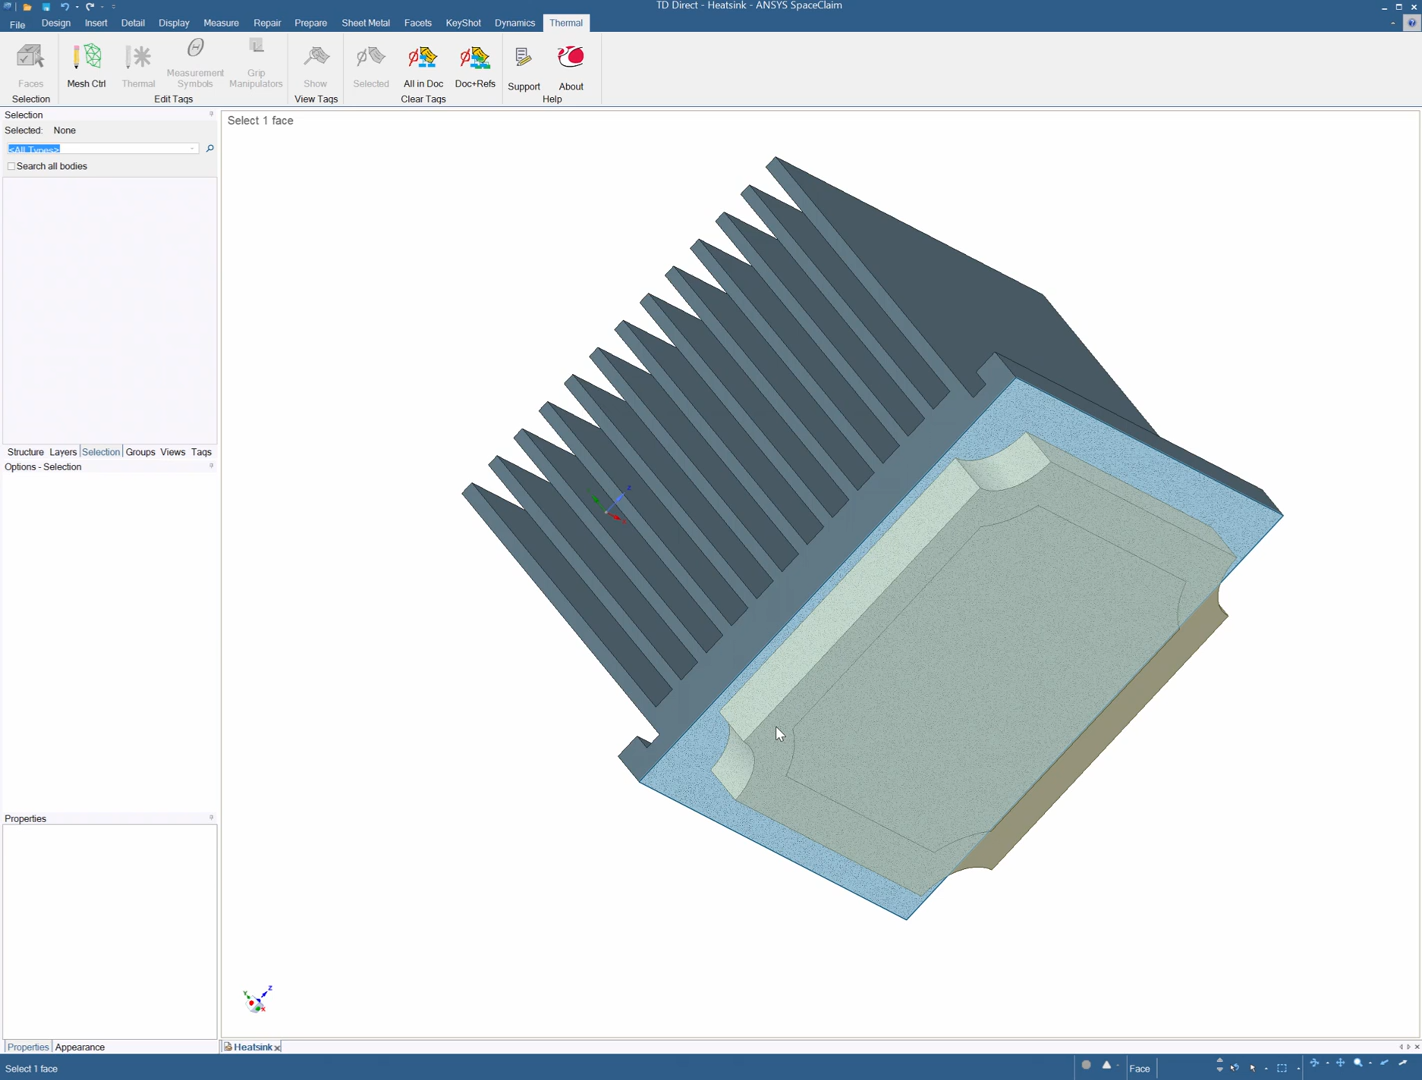 TD Direct - Heatsink - ANSYS SpaceClaim
File Design Insert Detail Display Measure Repair Prepare Sheet Metal Facets KeyShot Dynamics Thermal
Faces Mesh Ctrl Thermal Measurement Symbols Grip Manipulators Show Selected All in Doc Doc+Refs Support About
Selection Edit Tags View Tags Clear Tags Help
Selection
Selected: None
<All Types>
Search all bodies
Structure Layers Selection Groups Views Tags
Options - Selection
Properties
Properties Appearance
Select 1 face
Z
Y Z X
Heatsink
Select 1 face
Face